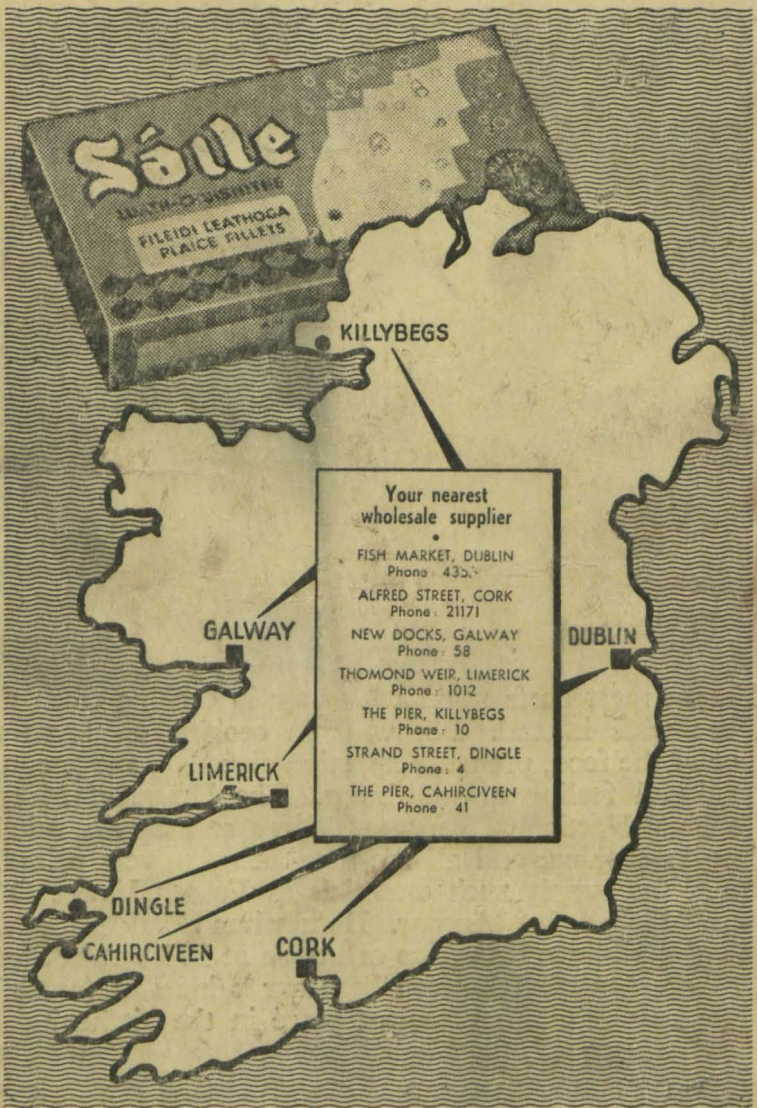 Sáile
FILEIDI LEATHOGA
PLAICE FILLETS
KILLYBEGS
Your nearest
wholesale supplier
•
FISH MARKET, DUBLIN
Phone :
ALFRED STREET, CORK
Phone : 21171
NEW DOCKS, GALWAY
Phone : 58
THOMOND WEIR, LIMERICK
Phone : 1012
THE PIER, KILLYBEGS
Phone : 10
STRAND STREET, DINGLE
Phone : 4
THE PIER, CAHIRCIVEEN
Phone : 41
GALWAY
DUBLIN
LIMERICK
DINGLE
CAHIRCIVEEN
CORK